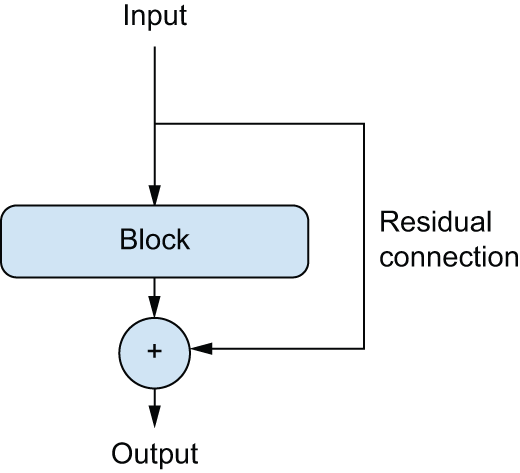 Input
Block
Residual
connection
+
Output